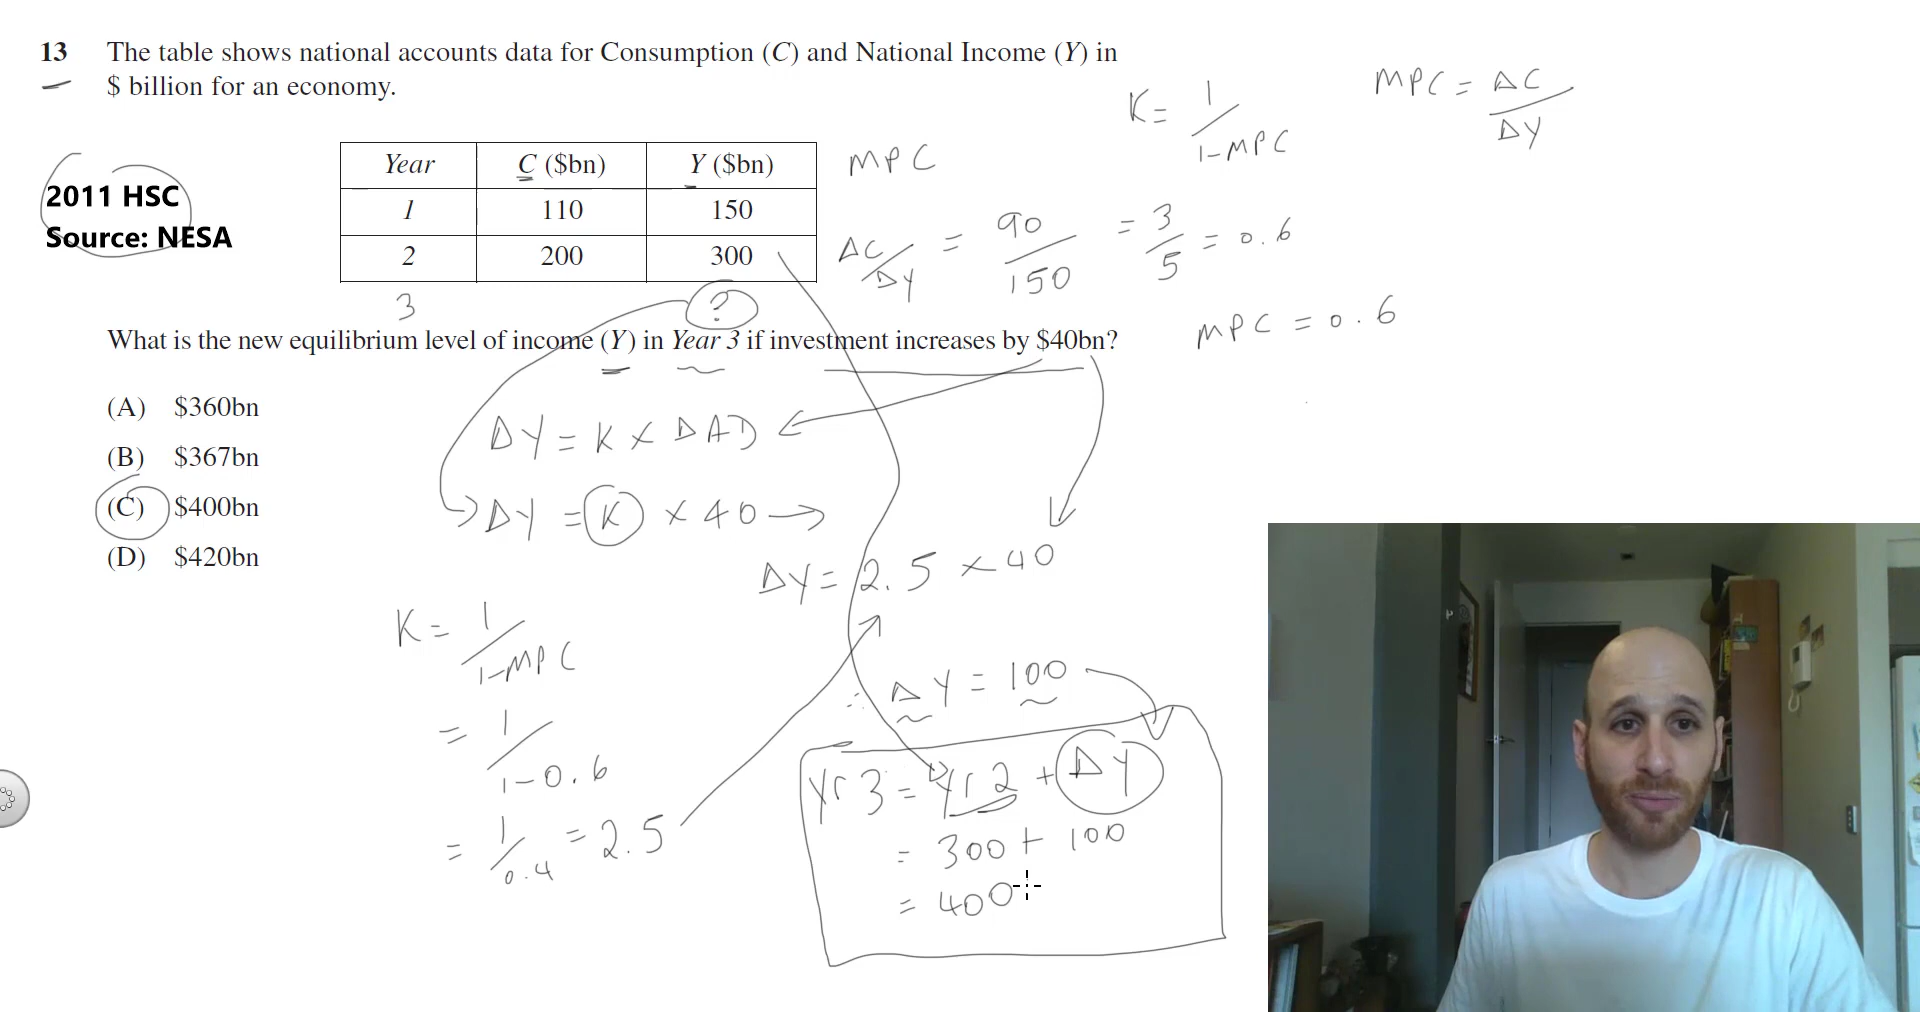 13 The table shows national accounts data for Consumption (C) and National Income (Y) in
$ billion for an economy.
K = 1/1-MPC
MPC = ΔC/ΔY
2011 HSC
Source: NESA
Year C ($bn) Y ($bn)
1 110 150
2 200 300
3 ?
MPC
ΔC/ΔY = 90/150 = 3/5 = 0.6
MPC = 0.6
What is the new equilibrium level of income (Y) in Year 3 if investment increases by $40bn?
(A) $360bn
(B) $367bn
(C) $400bn
(D) $420bn
ΔY = K × ΔAD
ΔY = K × 40
ΔY = 2.5 × 40
K = 1/1-MPC
= 1/1-0.6
= 1/0.4 = 2.5
∴ ΔY = 100
Yr 3 = Yr 2 + ΔY
= 300 + 100
= 400